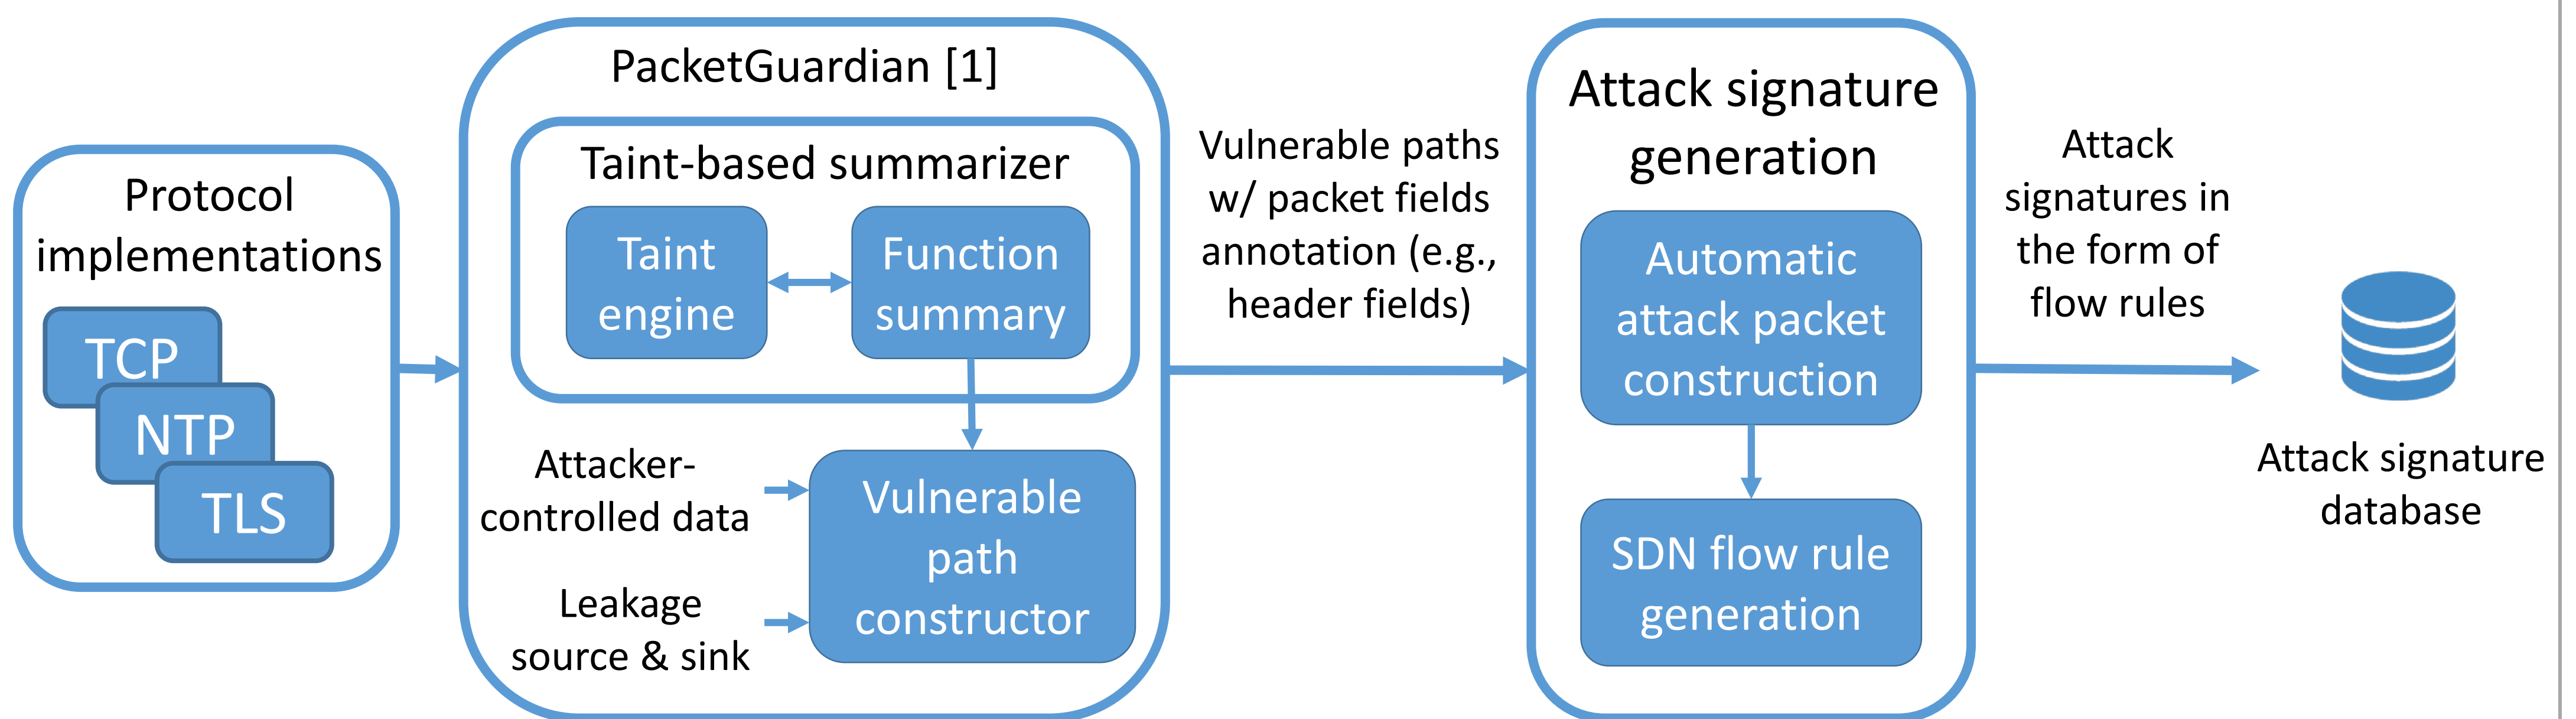 Protocol
implementations
TCP
NTP
TLS
PacketGuardian [1]
Taint-based summarizer
Taint
engine
Function
summary
Attacker-
controlled data
Leakage
source & sink
Vulnerable
path
constructor
Vulnerable paths
w/ packet fields
annotation (e.g.,
header fields)
Attack signature
generation
Automatic
attack packet
construction
SDN flow rule
generation
Attack
signatures in
the form of
flow rules
Attack signature
database